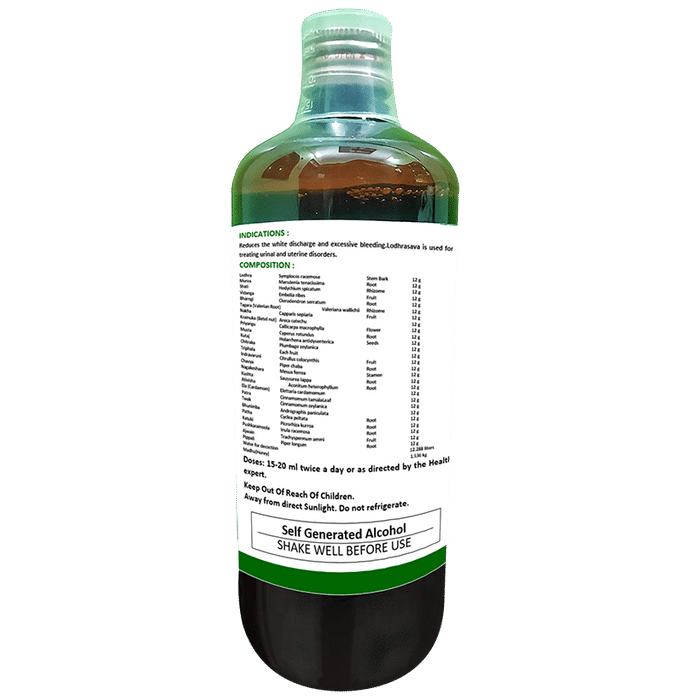 INDICATIONS :
Reduces the white discharge and excessive bleeding.Lodhrasava is used for
treating urinal and uterine disorders.
COMPOSITION :
Lodhra Symplocos racemosa Stem Bark 12 g
Murva Marsdenia tenacissima Root 12 g
Shati Hedychium spicatum Rhizome 12 g
Vidanga Embelia ribes Fruit 12 g
Bharngi Clerodendron serratum Root 12 g
Tagara (Valerian Root) Valeriana wallichii Rhizome 12 g
Nakha Capparis sepiaria Fruit 12 g
Kramuka (Betel nut) Areca catechu 12 g
Priyangu Callicarpa macrophylla Flower 12 g
Musta Cyperus rotundus Root 12 g
Kutaj Holarrhena antidysenterica Seeds 12 g
Chitraka Plumbago zeylanica 12 g
Triphala Each fruit 12 g
Indravaruni Citrullus colocynthis Fruit 12 g
Chavya Piper chaba Root 12 g
Nagakeshara Messua ferrea Stamen 12 g
Kushta Saussurea lappa Root 12 g
Ativisha Aconitum heterophyllum Root 12 g
Ela (Cardamom) Elettaria cardamomum 12 g
Patra Cinnamomum tamala 12 g
Twak Cinnamomum zeylanica 12 g
Bhunimba Andrographis paniculata 12 g
Patha Cyclea peltata Root 12 g
Katuki Picrorhiza kurroa Root 12 g
Pushkaramoola Inula racemosa Root 12 g
Ajwain Trachyspermum ammi Fruit 12 g
Pippali Piper longum Root 12 g
Water for decoction 12.288 liters
Madhu(Honey) 1.536 kg
Doses: 15-20 ml twice a day or as directed by the Health
expert.
Keep Out Of Reach Of Children.
Away from direct Sunlight. Do not refrigerate.
Self Generated Alcohol
SHAKE WELL BEFORE USE